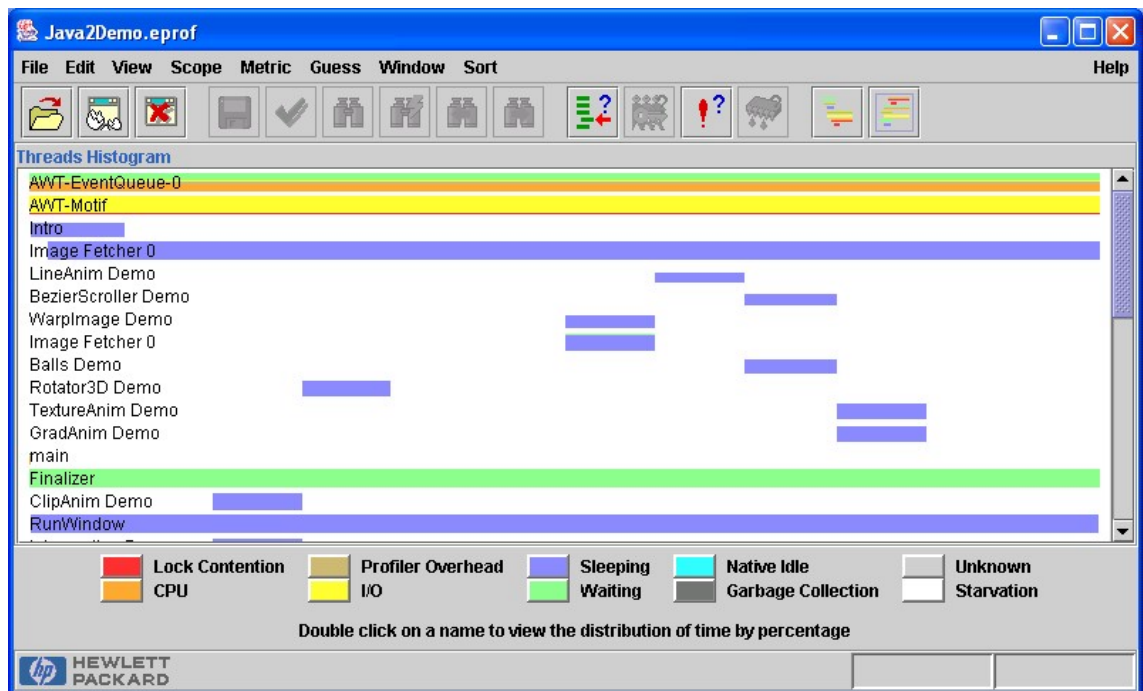 Java2Demo.eprof
File Edit View Scope Metric Guess Window Sort Help
Threads Histogram
AWT-EventQueue-0
AWT-Motif
Intro
Image Fetcher 0
LineAnim Demo
BezierScroller Demo
WarpImage Demo
Image Fetcher 0
Balls Demo
Rotator3D Demo
TextureAnim Demo
GradAnim Demo
main
Finalizer
ClipAnim Demo
RunWindow
Lock Contention Profiler Overhead Sleeping Native Idle Unknown
CPU I/O Waiting Garbage Collection Starvation
Double click on a name to view the distribution of time by percentage
hp HEWLETT
PACKARD